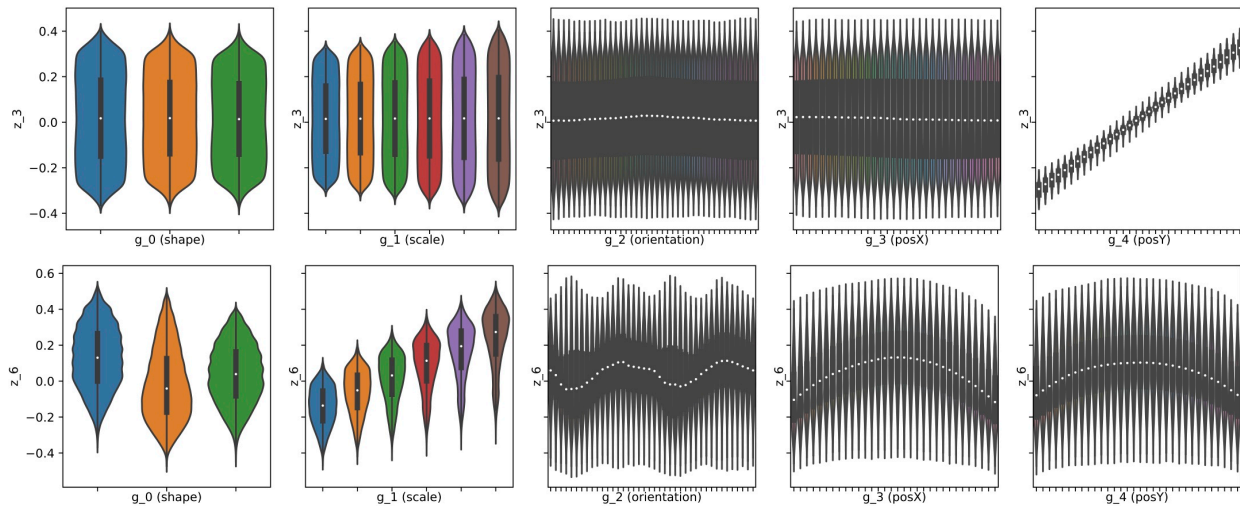 0.4
0.2
0.0
−0.2
−0.4
z_3
g_0 (shape)
z_3
g_1 (scale)
z_3
g_2 (orientation)
z_3
g_3 (posX)
z_3
g_4 (posY)
0.6
0.4
0.2
0.0
−0.2
−0.4
z_6
g_0 (shape)
z_6
g_1 (scale)
z_6
g_2 (orientation)
z_6
g_3 (posX)
z_6
g_4 (posY)